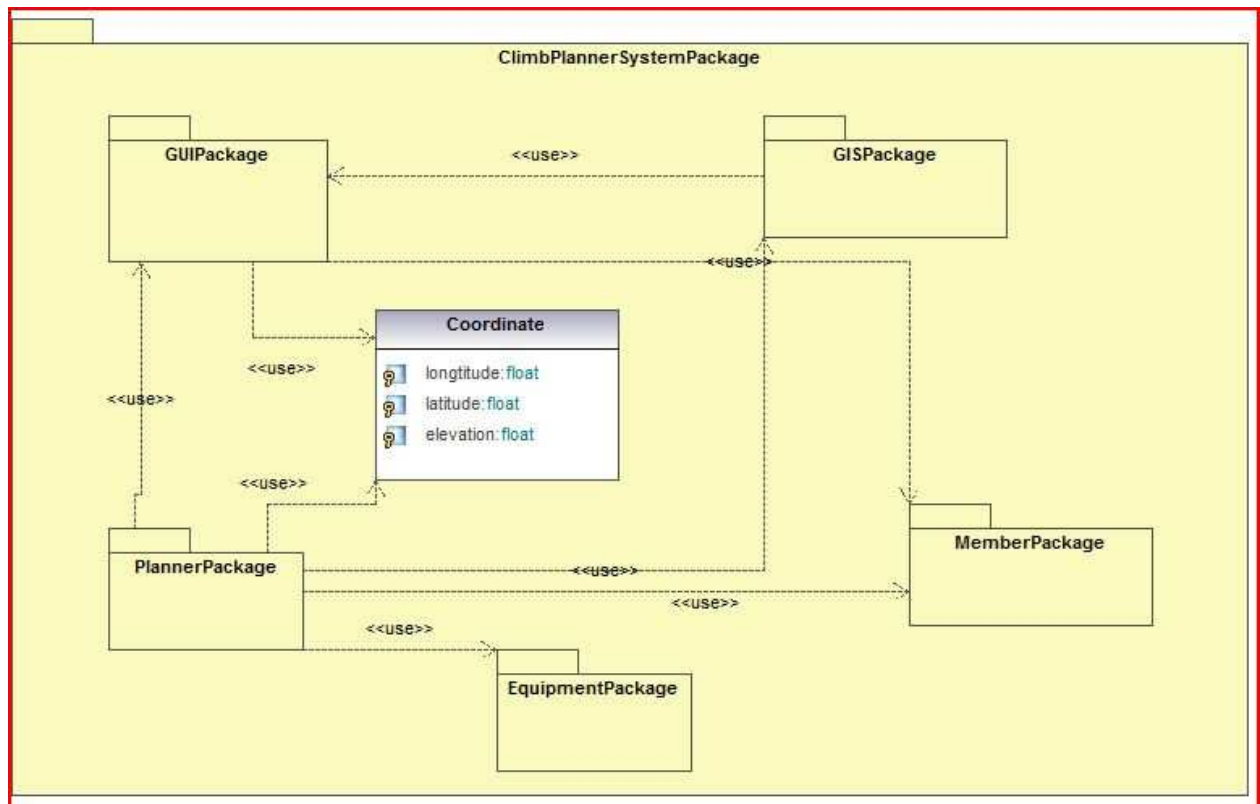 ClimbPlannerSystemPackage
GUIPackage
<<use>>
GISPackage
<<use>>
Coordinate
longtitude:float
latitude:float
elevation:float
<<use>>
<<use>>
<<use>>
PlannerPackage
<<use>>
MemberPackage
<<use>>
<<use>>
EquipmentPackage